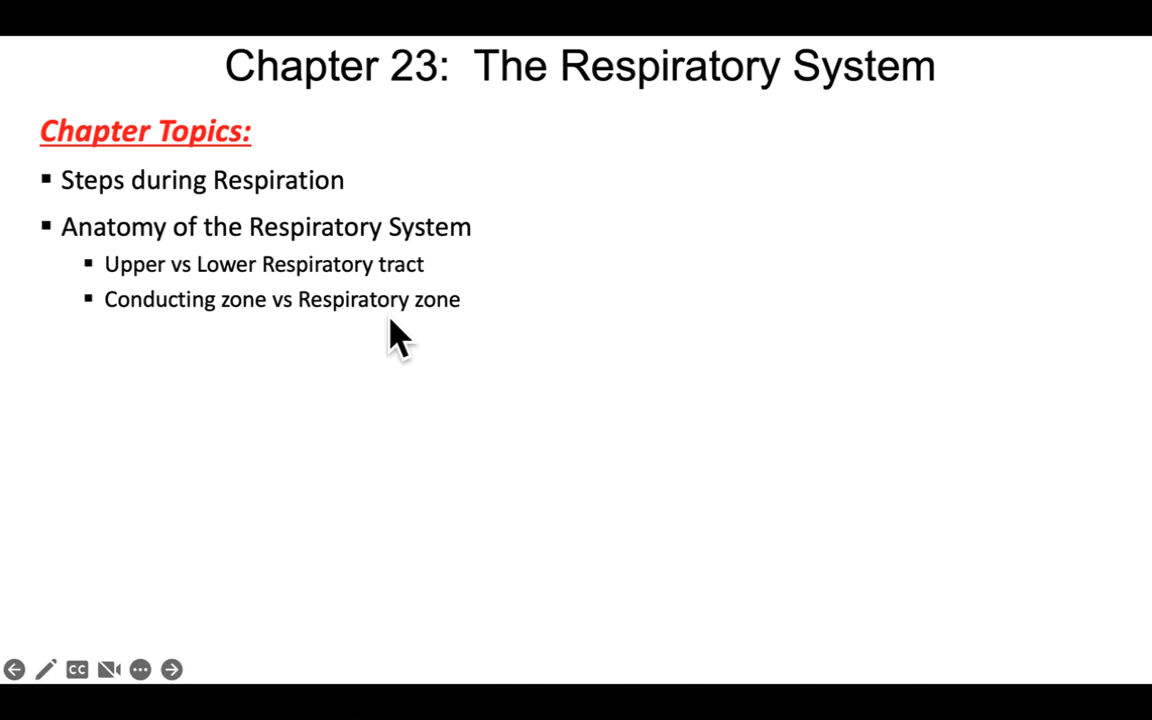 Chapter 23: The Respiratory System
Chapter Topics:
▪ Steps during Respiration
▪ Anatomy of the Respiratory System
▪ Upper vs Lower Respiratory tract
▪ Conducting zone vs Respiratory zone
CC